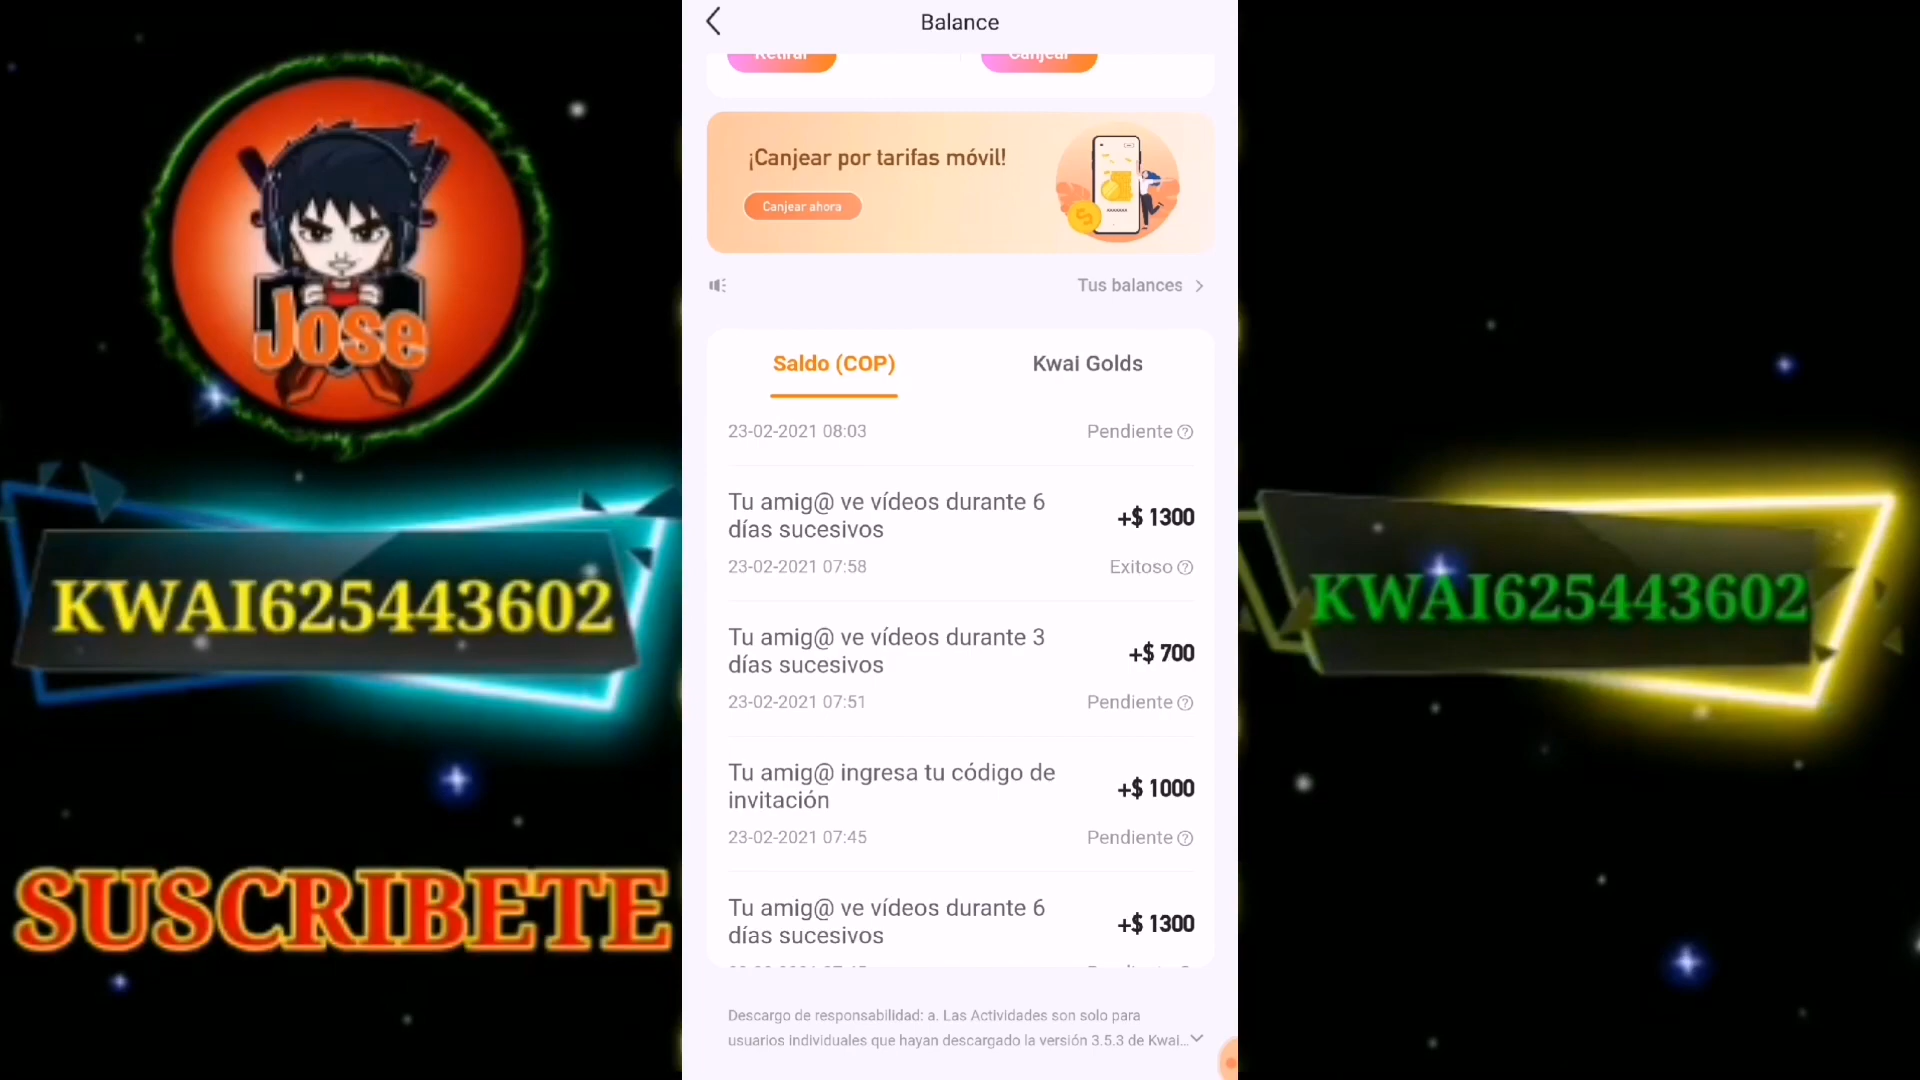 Balance
Retirar
Canjear
¡Canjear por tarifas móvil!
Canjear ahora
Tus balances
Saldo (COP)
Kwai Golds
23-02-2021 08:03
Pendiente
Tu amig@ ve vídeos durante 6
días sucesivos
+$ 1300
23-02-2021 07:58
Exitoso
Tu amig@ ve vídeos durante 3
días sucesivos
+$ 700
23-02-2021 07:51
Pendiente
Tu amig@ ingresa tu código de
invitación
+$ 1000
23-02-2021 07:45
Pendiente
Tu amig@ ve vídeos durante 6
días sucesivos
+$ 1300
Descargo de responsabilidad: a. Las Actividades son solo para
usuarios individuales que hayan descargado la versión 3.5.3 de Kwai...
Jose
KWAI625443602
SUSCRIBETE
KWAI625443602